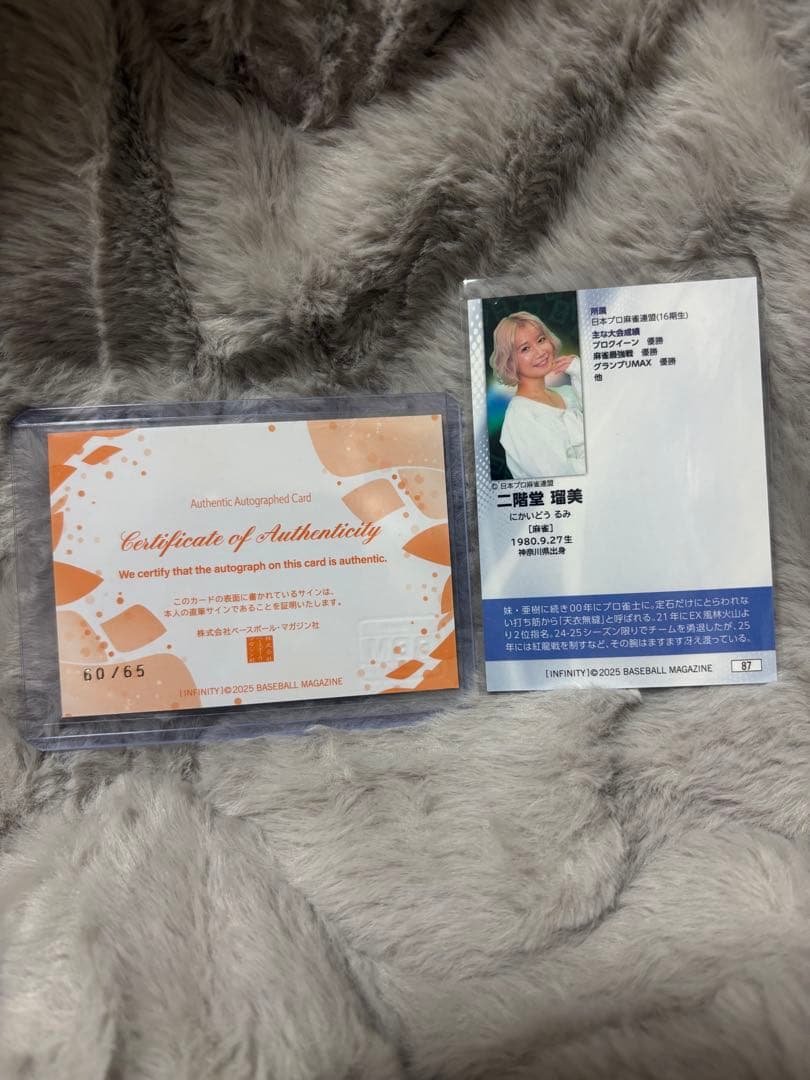 Authentic Autographed Card
Certificate of Authenticity
We certify that the autograph on this card is authentic.
このカードの表面に書かれているサインは、
本人の直筆サインであることを証明いたします。
株式会社ベースボール・マガジン社
60/65
[INFINITY]©2025 BASEBALL MAGAZINE
所属
日本プロ麻雀連盟(16期生)
主な大会成績
プロクイーン 優勝
麻雀最強戦 優勝
グランプリMAX 優勝
他
© 日本プロ麻雀連盟
二階堂 瑠美
にかいどう るみ
[麻雀]
1980.9.27生
神奈川県出身
妹・亜樹に続き00年にプロ雀士に。定石だけにとらわれな
い打ち筋から「天衣無縫」と呼ばれる。21年にEX風林火山よ
り2位指名。24-25シーズン限りでチームを勇退したが、25
年には紅龍戦を制すなど、その腕はますます冴え渡っている。
[INFINITY]©2025 BASEBALL MAGAZINE
87